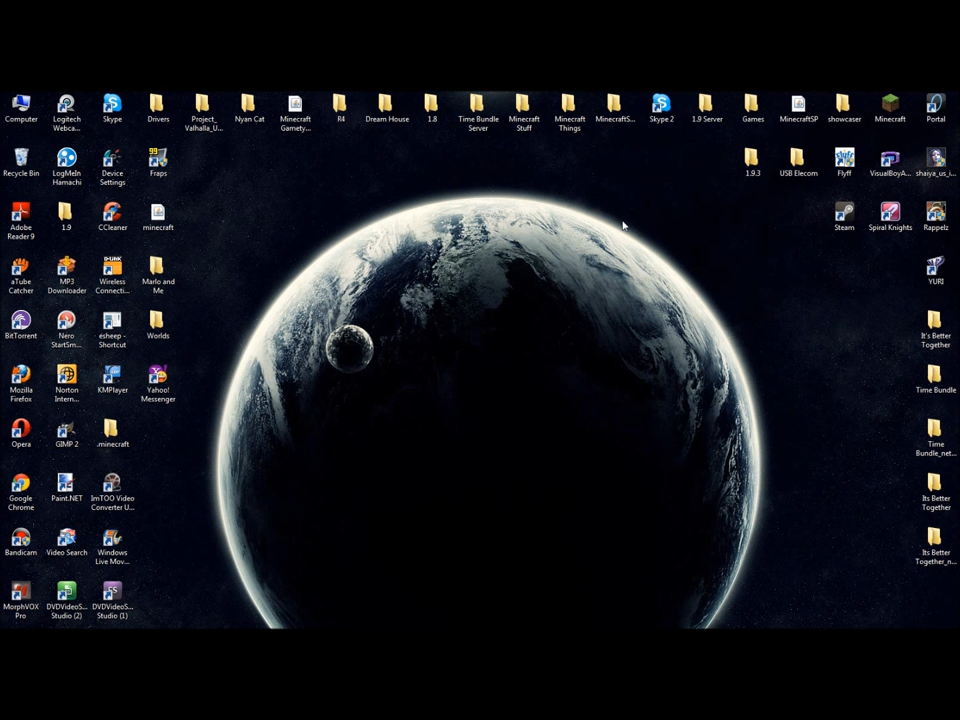 Computer
Logitech
Webca...
Skype
Drivers
Project_
Valhalla_U...
Nyan Cat
Minecraft
Gamety...
R4
Dream House
1.8
Time Bundle
Server
Minecraft
Stuff
Minecraft
Things
MinecraftS...
Skype 2
1.9 Server
Games
MinecraftSP
showcaser
Minecraft
Portal
Recycle Bin
LogMeIn
Hamachi
Device
Settings
99
Fraps
1.9.3
USB Elecom
Flyff
Flyff
VisualBoyA...
shaiya_us_i...
Adobe
Reader 9
1.9
CCleaner
minecraft
Steam
Spiral Knights
Rappelz
aTube
Catcher
MP3
Downloader
D-Link
Wireless
Connecti...
Marlo and
Me
YURI
BitTorrent
Nero
StartSm...
esheep -
Shortcut
Worlds
It's Better
Together
Mozilla
Firefox
Norton
Intern...
KMPlayer
Yahoo!
Messenger
Time Bundle
Opera
GIMP 2
.minecraft
Time
Bundle_net...
Google
Chrome
Paint.NET
ImTOO Video
Converter U...
Its Better
Together
Bandicam
Video Search
Windows
Live Mov...
Its Better
Together_n...
MorphVOX
Pro
DVDVideoS...
Studio (2)
FS
DVDVideoS...
Studio (1)